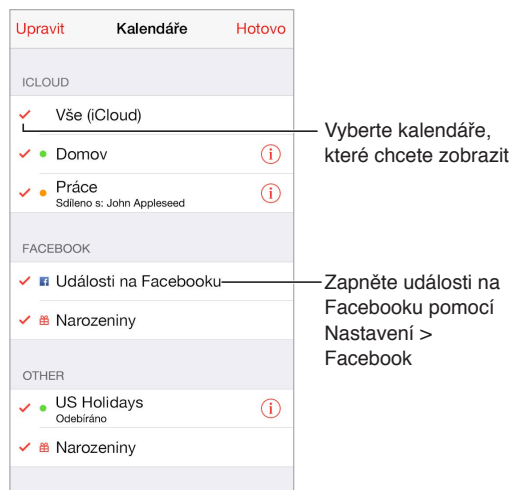 Upravit Kalendáře Hotovo
ICLOUD
Vše (iCloud)
Domov
Práce
Sdíleno s: John Appleseed
FACEBOOK
Události na Facebooku
Narozeniny
OTHER
US Holidays
Odebíráno
Narozeniny
Vyberte kalendáře,
které chcete zobrazit
Zapněte události na
Facebooku pomocí
Nastavení >
Facebook